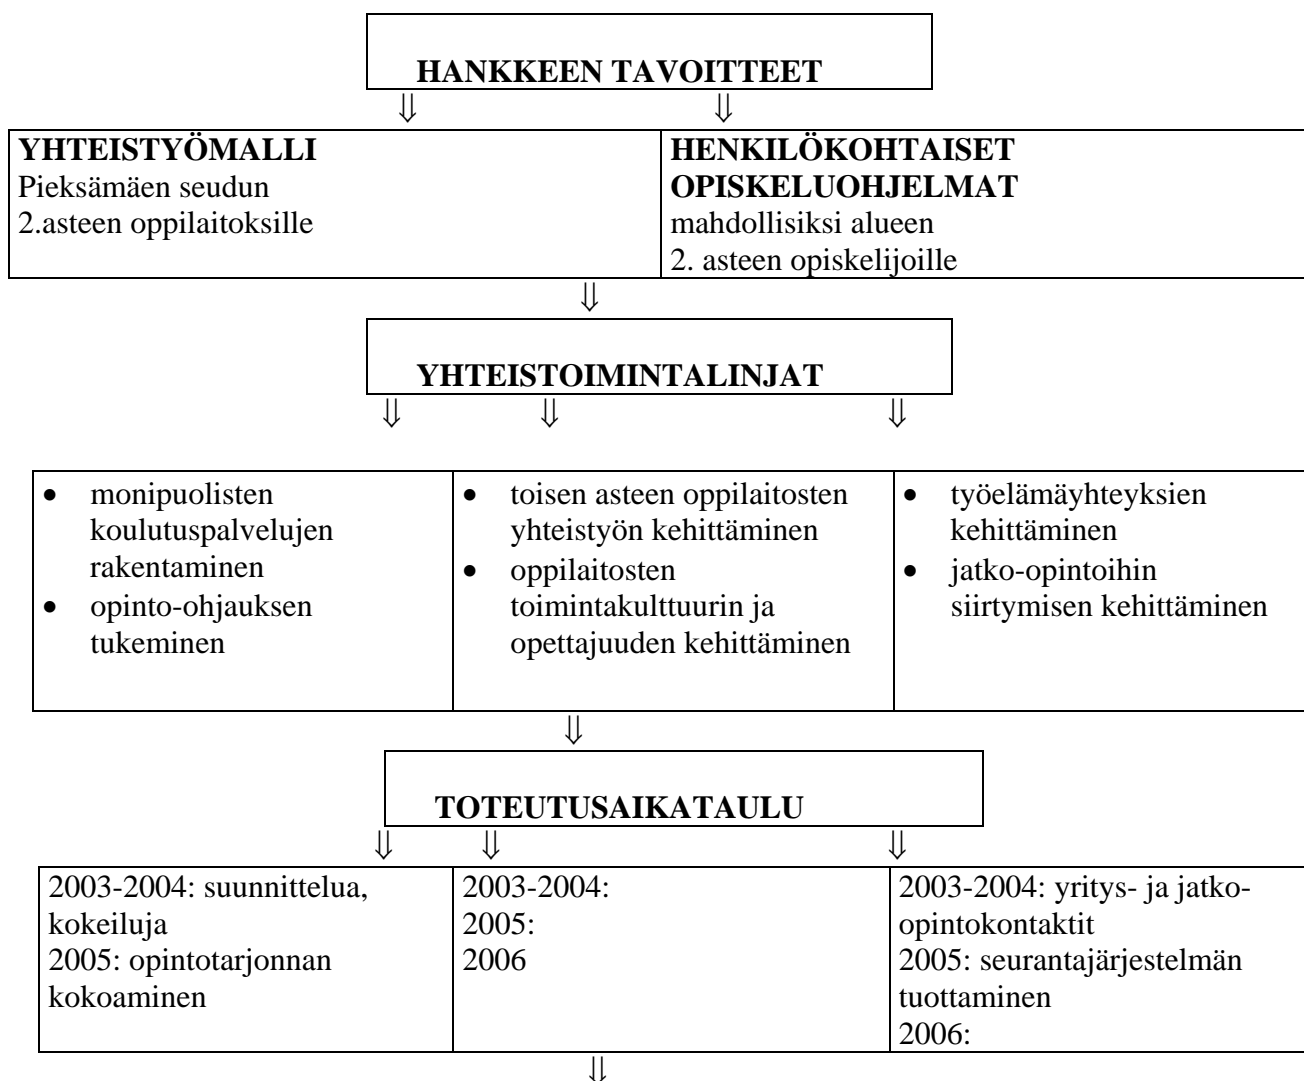 HANKKEEN TAVOITTEET
⇓ ⇓
YHTEISTYÖMALLI
Pieksämäen seudun
2.asteen oppilaitoksille
HENKILÖKOHTAISET
OPISKELUOHJELMAT
mahdollisiksi alueen
2. asteen opiskelijoille
⇓
YHTEISTOIMINTALINJAT
⇓ ⇓ ⇓
• monipuolisten
koulutuspalvelujen
rakentaminen
• opinto-ohjauksen
tukeminen
• toisen asteen oppilaitosten
yhteistyön kehittäminen
• oppilaitosten
toimintakulttuurin ja
opettajuuden kehittäminen
• työelämäyhteyksien
kehittäminen
• jatko-opintoihin
siirtymisen kehittäminen
⇓
TOTEUTUSAIKATAULU
⇓ ⇓ ⇓
2003-2004: suunnittelua,
kokeiluja
2005: opintotarjonnan
kokoaminen
2003-2004:
2005:
2006
2003-2004: yritys- ja jatko-
opintokontaktit
2005: seurantajärjestelmän
tuottaminen
2006:
⇓